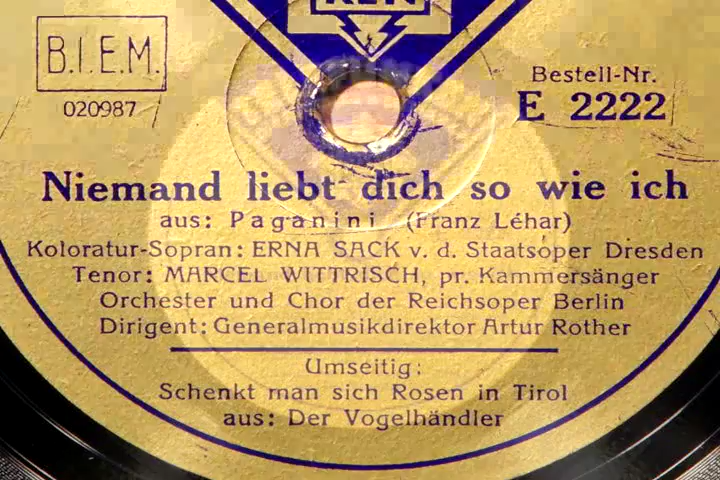 B.I.E.M.
020987
Bestell-Nr.
E 2222
Niemand liebt dich so wie ich
aus: Paganini (Franz Léhar)
Koloratur-Sopran: ERNA SACK v. d. Staatsoper Dresden
Tenor: MARCEL WITTRISCH, pr. Kammersänger
Orchester und Chor der Reichsoper Berlin
Dirigent: Generalmusikdirektor Artur Rother
Umseitig:
Schenkt man sich Rosen in Tirol
aus: Der Vogelhändler